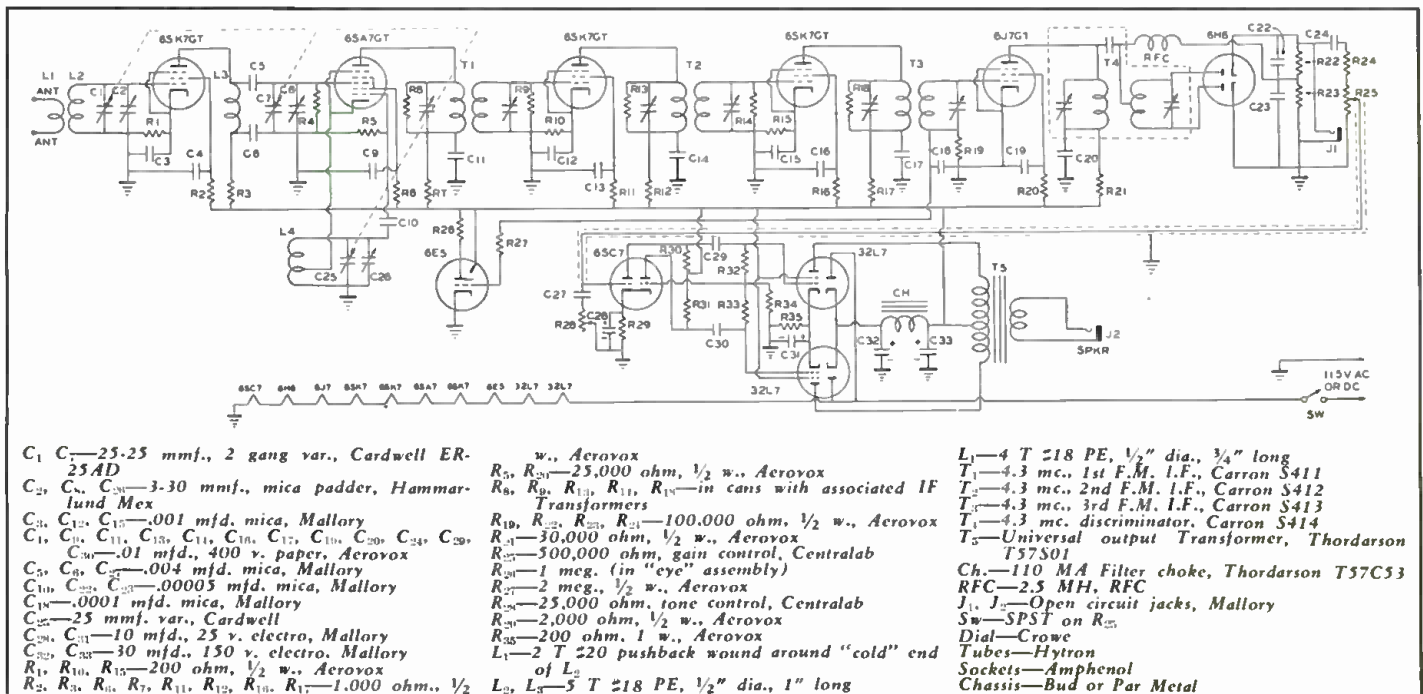 6SK7GT 6SA7GT 6SK7GT 6SK7GT 6J7GT 6H6
L1 L2 ANT ANT C1 C2 R1 C3 C4 R2 L3 C5 C6 R3 C7 C8 R4 R5 C9 R6 C10
T1 R8 R7 C11 R9 R10 C12 C13 R11 T2 R13 R12 C14 R14 R15 C15 C16 R16
T3 R18 R17 C17 C18 R19 C19 R20 C20 R21 T4 RFC C22 C23 R22 R23 C24 R24 R25 J1
L4 C25 C26 R26 6E5 R27 6SC7 C27 R28 C28 R29 R30 R31 C29 C30 R32 R33 R34 R35 C31
32L7 32L7 CH C32 C33 T5 J2 SPKR
6SC7 6H6 6J7 6SK7 6SK7 6SA7 6SK7 6E5 32L7 32L7
115V AC
OR DC
SW
C1 C7—25-25 mmf., 2 gang var., Cardwell ER-
25AD
C2, C8, C26—3-30 mmf., mica padder, Hammar-
lund Mex
C3, C12, C15—.001 mfd. mica, Mallory
C4, C9, C11, C13, C14, C16, C17, C19, C20, C24, C29,
C30—.01 mfd., 400 v. paper, Aerovox
C5, C6, C27—.004 mfd. mica, Mallory
C10, C22, C23—.00005 mfd. mica, Mallory
C18—.0001 mfd. mica, Mallory
C25—25 mmf. var., Cardwell
C28, C31—10 mfd., 25 v. electro, Mallory
C32, C33—30 mfd., 150 v. electro. Mallory
R1, R10, R15—200 ohm, 1/2 w., Aerovox
R2, R3, R6, R7, R11, R12, R16, R17—1.000 ohm., 1/2
w., Aerovox
R5, R20—25,000 ohm, 1/2 w., Aerovox
R8, R9, R13, R14, R18—in cans with associated IF
Transformers
R19, R22, R23, R24—100.000 ohm, 1/2 w., Aerovox
R21—30,000 ohm, 1/2 w., Aerovox
R25—500,000 ohm, gain control, Centralab
R26—1 meg. (in "eye" assembly)
R27—2 meg., 1/2 w., Aerovox
R28—25,000 ohm, tone control, Centralab
R29—2,000 ohm, 1/2 w., Aerovox
R35—200 ohm, 1 w., Aerovox
L1—2 T #20 pushback wound around "cold" end
of L2
L2, L3—5 T #18 PE, 1/2" dia., 1" long
L1—4 T #18 PE, 1/2" dia., 3/4" long
T1—4.3 mc., 1st F.M. I.F., Carron S411
T2—4.3 mc., 2nd F.M. I.F., Carron S412
T3—4.3 mc., 3rd F.M. I.F., Carron S413
T4—4.3 mc. discriminator, Carron S414
T5—Universal output Transformer, Thordarson
T57S01
Ch.—110 MA Filter choke, Thordarson T57C53
RFC—2.5 MH, RFC
J1, J2—Open circuit jacks, Mallory
Sw—SPST on R25
Dial—Crowe
Tubes—Hytron
Sockets—Amphenol
Chassis—Bud or Par Metal